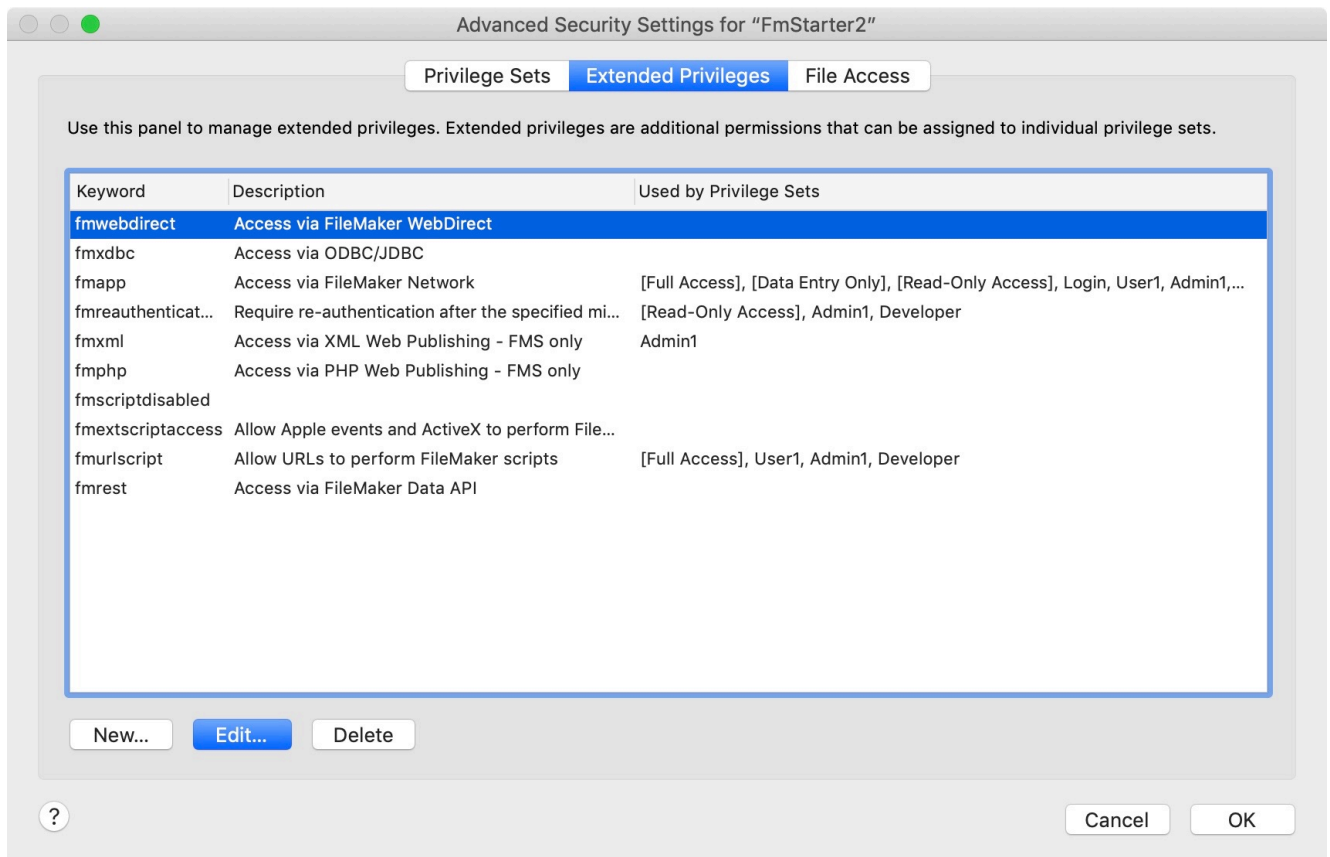 Advanced Security Settings for “FmStarter2”
Privilege Sets Extended Privileges File Access
Use this panel to manage extended privileges. Extended privileges are additional permissions that can be assigned to individual privilege sets.
Keyword Description Used by Privilege Sets
fmwebdirect Access via FileMaker WebDirect
fmxdbc Access via ODBC/JDBC
fmapp Access via FileMaker Network [Full Access], [Data Entry Only], [Read-Only Access], Login, User1, Admin1,...
fmreauthenticat... Require re-authentication after the specified mi... [Read-Only Access], Admin1, Developer
fmxml Access via XML Web Publishing - FMS only Admin1
fmphp Access via PHP Web Publishing - FMS only
fmscriptdisabled
fmextscriptaccess Allow Apple events and ActiveX to perform File...
fmurlscript Allow URLs to perform FileMaker scripts [Full Access], User1, Admin1, Developer
fmrest Access via FileMaker Data API
New... Edit... Delete
? Cancel OK